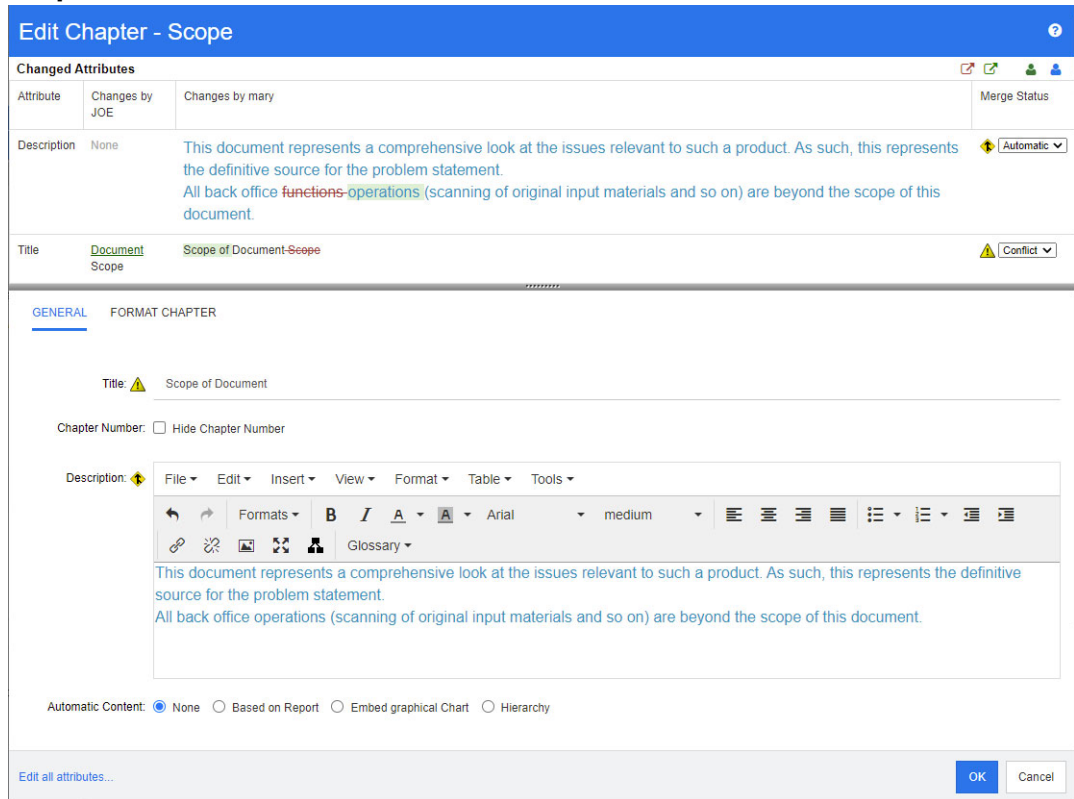 Edit Chapter - Scope
Changed Attributes
Attribute Changes by JOE Changes by mary Merge Status
Description None This document represents a comprehensive look at the issues relevant to such a product. As such, this represents Automatic
the definitive source for the problem statement.
All back office functions operations (scanning of original input materials and so on) are beyond the scope of this
document.
Title Document Scope Scope of Document Scope Conflict
GENERAL FORMAT CHAPTER
Title: Scope of Document
Chapter Number: Hide Chapter Number
Description: File Edit Insert View Format Table Tools
Formats B I A A Arial medium
Glossary
This document represents a comprehensive look at the issues relevant to such a product. As such, this represents the definitive
source for the problem statement.
All back office operations (scanning of original input materials and so on) are beyond the scope of this document.
Automatic Content: None Based on Report Embed graphical Chart Hierarchy
Edit all attributes... OK Cancel